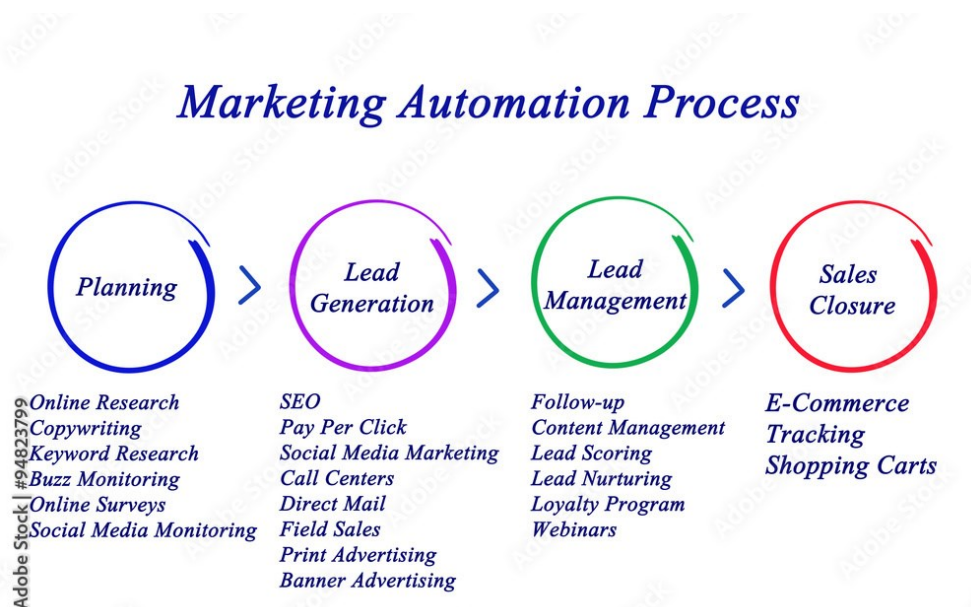 Marketing Automation Process
Planning
Lead
Generation
Lead
Management
Sales
Closure
Online Research
Copywriting
Keyword Research
Buzz Monitoring
Online Surveys
Social Media Monitoring
SEO
Pay Per Click
Social Media Marketing
Call Centers
Direct Mail
Field Sales
Print Advertising
Banner Advertising
Follow-up
Content Management
Lead Scoring
Lead Nurturing
Loyalty Program
Webinars
E-Commerce
Tracking
Shopping Carts
Adobe Stock | #94823799
Adobe Stock